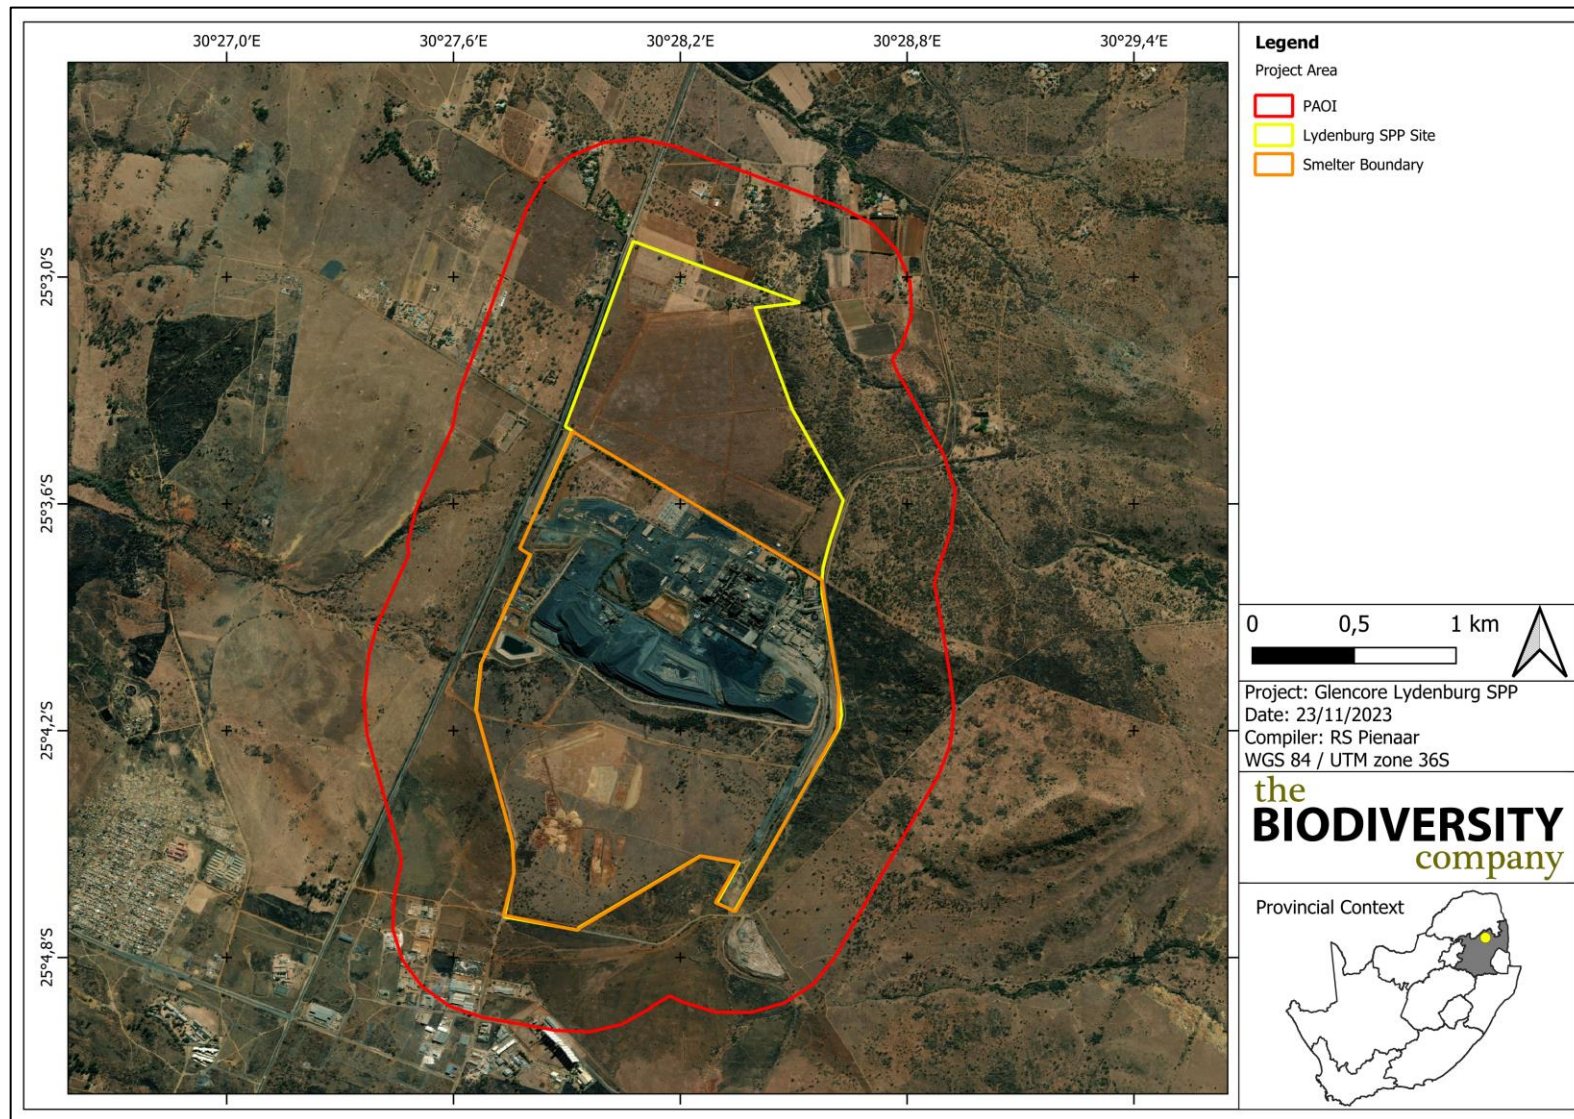 30°27,0'E 30°27,6'E 30°28,2'E 30°28,8'E 30°29,4'E
25°3,0'S
25°3,6'S
25°4,2'S
25°4,8'S
Legend
Project Area
PAOI
Lydenburg SPP Site
Smelter Boundary
0 0,5 1 km
Project: Glencore Lydenburg SPP
Date: 23/11/2023
Compiler: RS Pienaar
WGS 84 / UTM zone 36S
the
BIODIVERSITY
company
Provincial Context